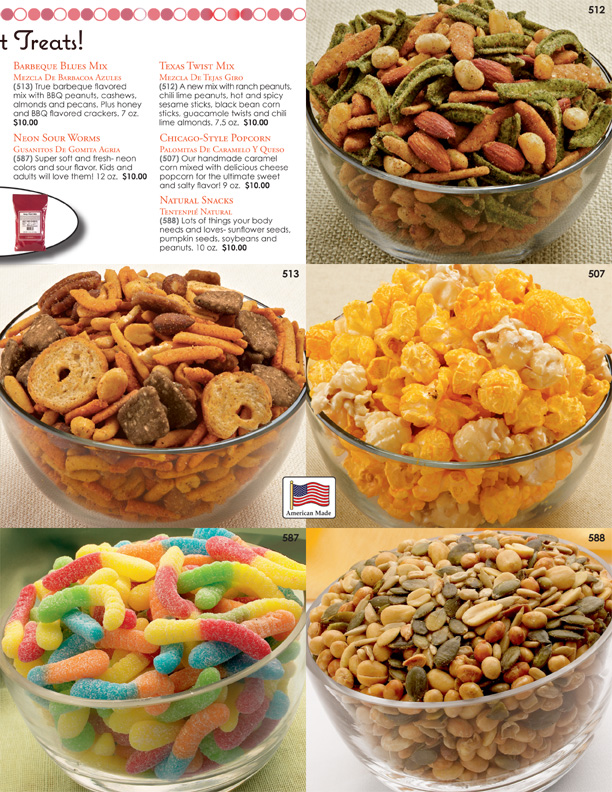 t Treats!
BARBEQUE BLUES MIX
MEZCLA DE BARBACOA AZULES
(513) True barbeque flavored
mix with BBQ peanuts, cashews,
almonds and pecans. Plus honey
and BBQ flavored crackers. 7 oz.
$10.00
NEON SOUR WORMS
GUSANITOS DE GOMITA AGRIA
(587) Super soft and fresh- neon
colors and sour flavor. Kids and
adults will love them! 12 oz. $10.00
TEXAS TWIST MIX
MEZCLA DE TEJAS GIRO
(512) A new mix with ranch peanuts,
chili lime peanuts, hot and spicy
sesame sticks, black bean corn
sticks, guacamole twists and chili
lime almonds. 7.5 oz. $10.00
CHICAGO-STYLE POPCORN
PALOMITAS DE CARAMELO Y QUESO
(507) Our handmade caramel
corn mixed with delicious cheese
popcorn for the ultimate sweet
and salty flavor! 9 oz. $10.00
NATURAL SNACKS
TENTENPIÉ NATURAL
(588) Lots of things your body
needs and loves- sunflower seeds,
pumpkin seeds, soybeans and
peanuts. 10 oz. $10.00
512
513
507
American Made
587
588